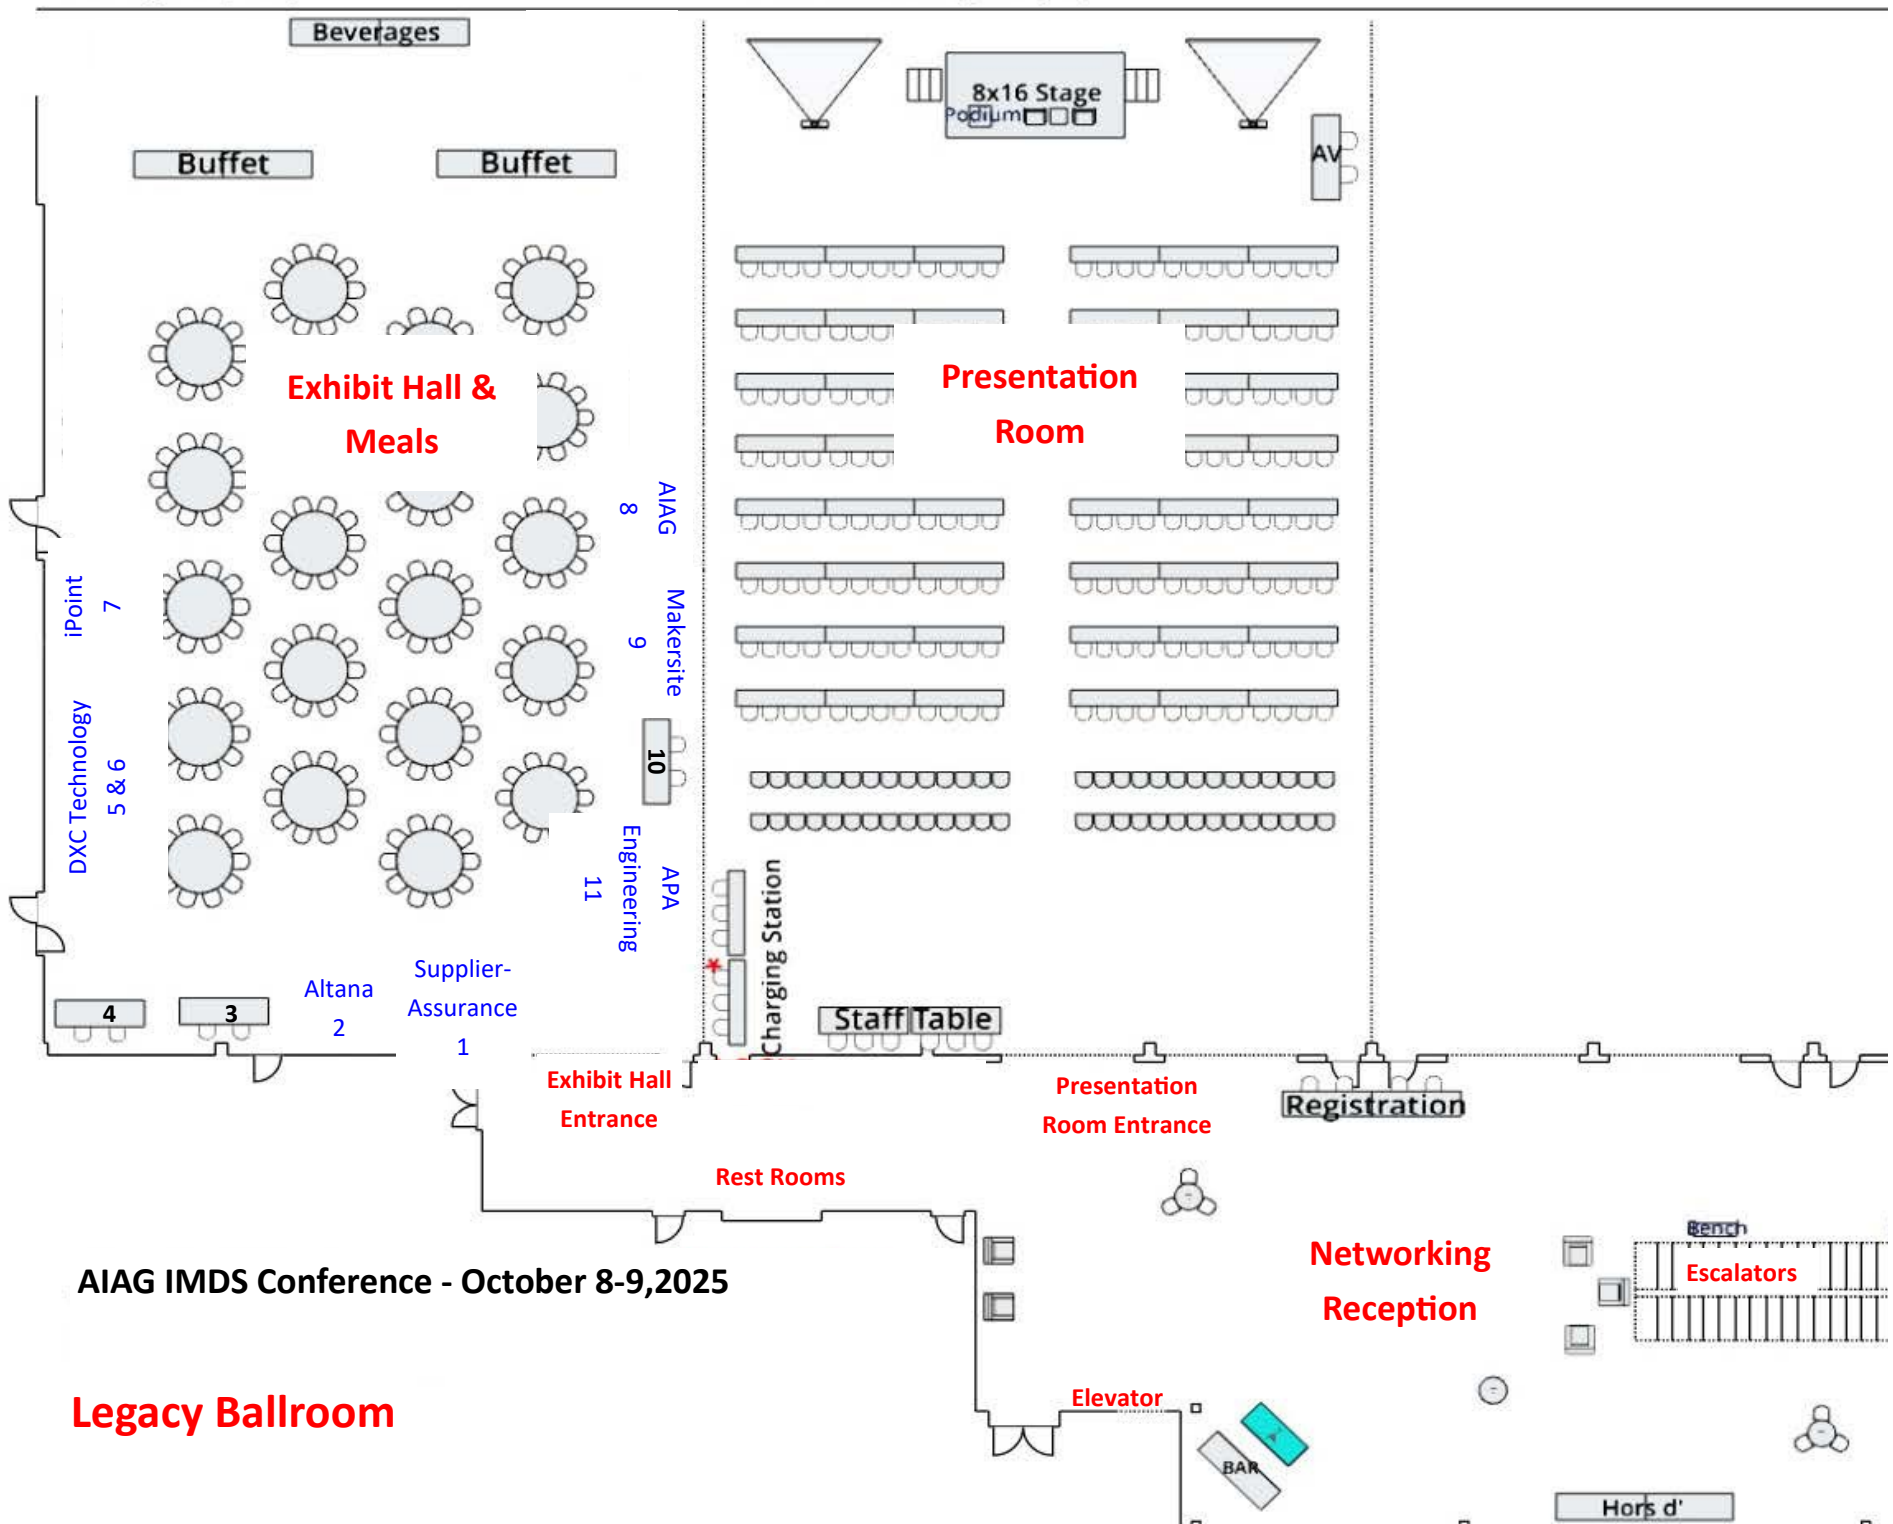 Beverages
8x16 Stage
Podium
AV
Buffet
Buffet
Exhibit Hall &
Meals
Presentation
Room
AIAG
8
iPoint
7
Makersite
9
DXC Technology
5 & 6
10
APA
Engineering
11
Charging Station
Supplier-
Assurance
1
Altana
2
3
4
Staff Table
Exhibit Hall
Entrance
Presentation
Room Entrance
Registration
Rest Rooms
Networking
Reception
Bench
Escalators
AIAG IMDS Conference - October 8-9,2025
Legacy Ballroom
Elevator
BAR
Hors d'